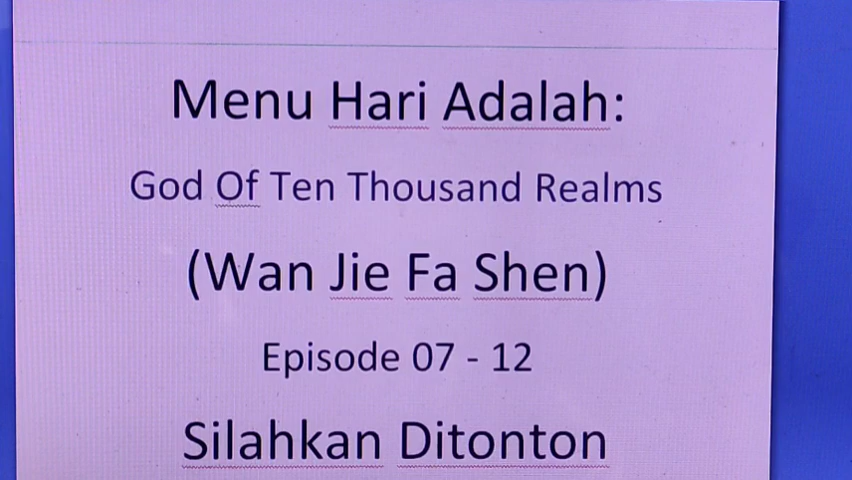 Menu Hari Adalah:
God Of Ten Thousand Realms
(Wan Jie Fa Shen)
Episode 07 - 12
Silahkan Ditonton